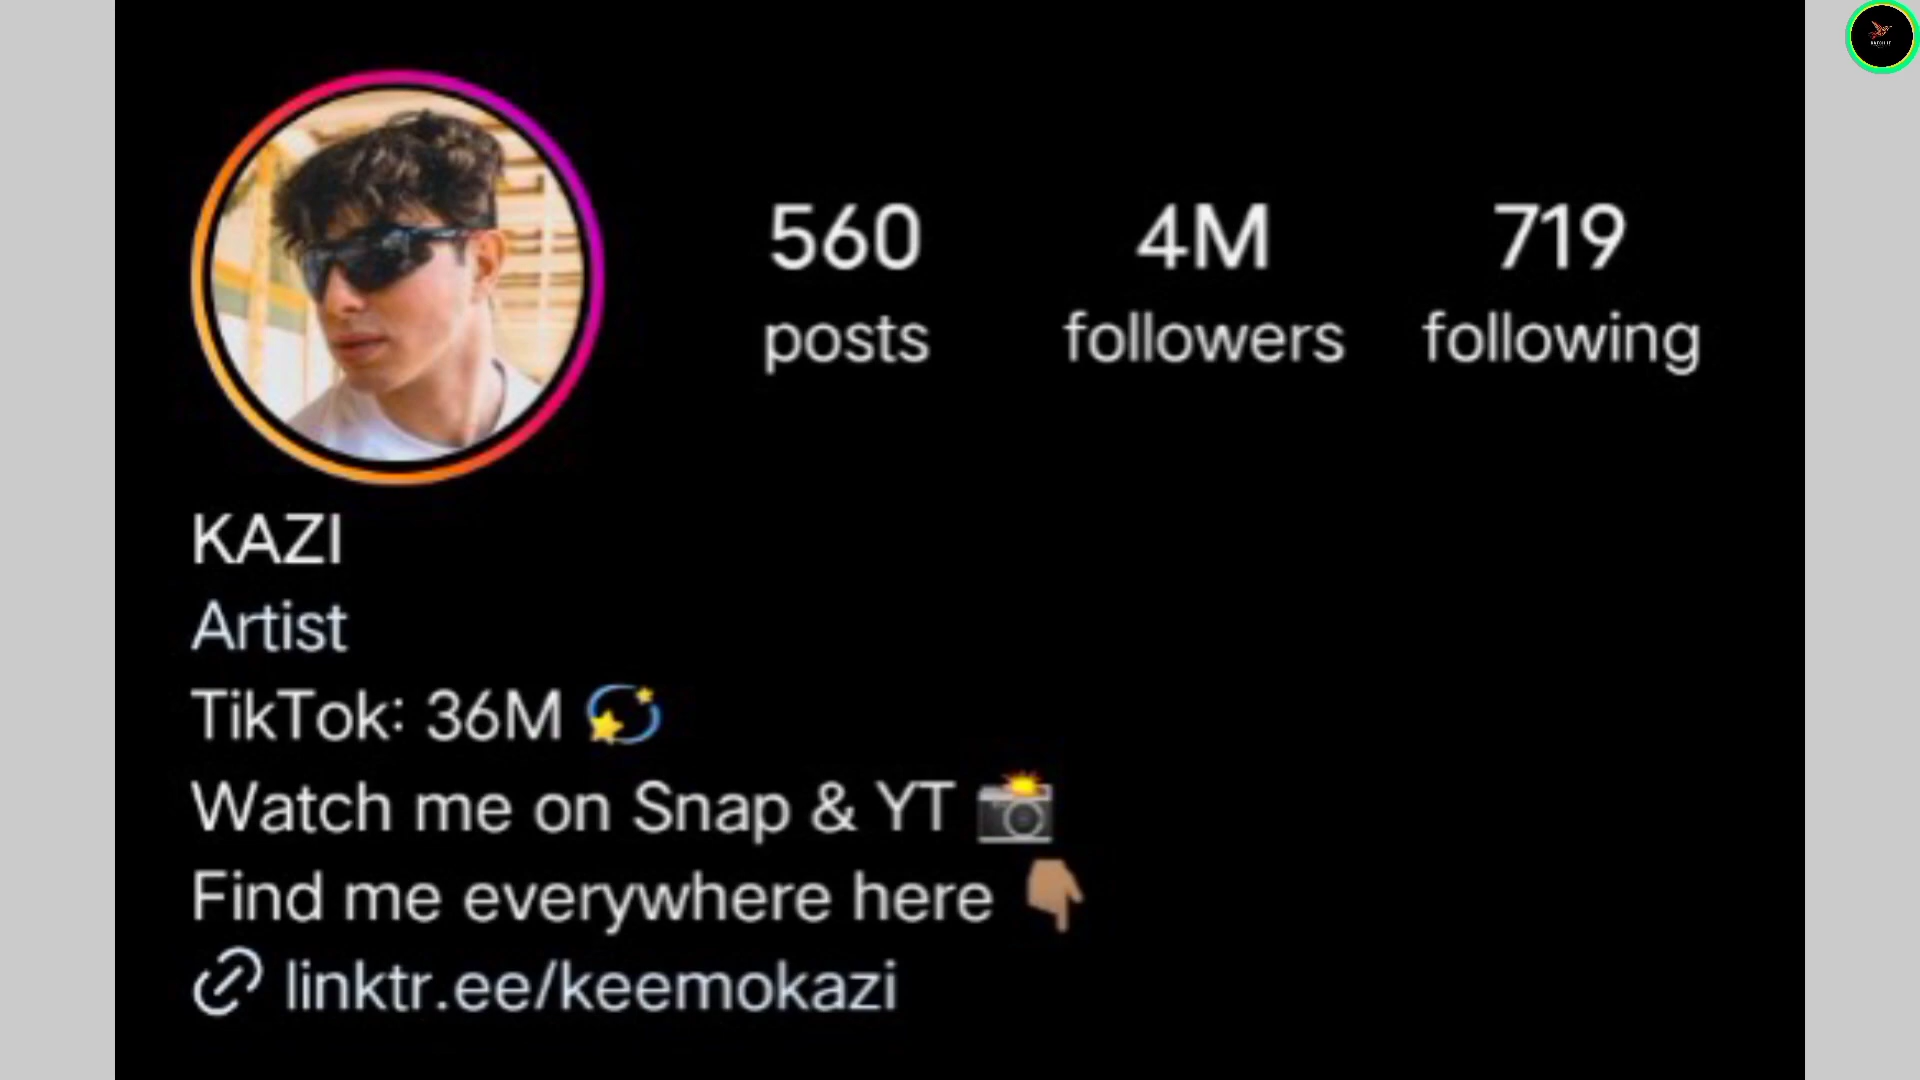 560 4M 719
posts followers following
KAZI
Artist
TikTok: 36M 💫
Watch me on Snap & YT 📸
Find me everywhere here 👇🏽
linktr.ee/keemokazi